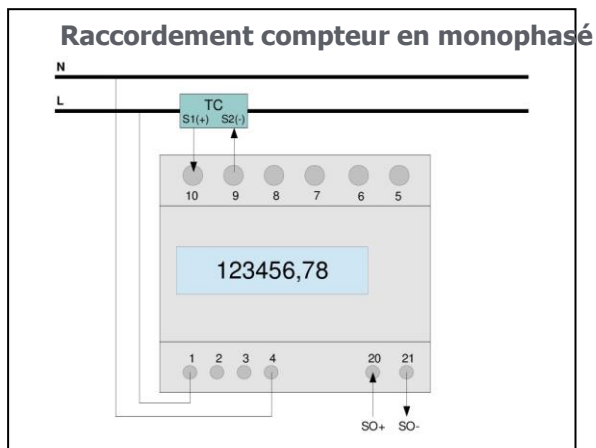 Raccordement compteur en monophasé
N
L
TC
S1(+) S2(-)
10 9 8 7 6 5
123456,78
1 2 3 4 20 21
SO+ SO-